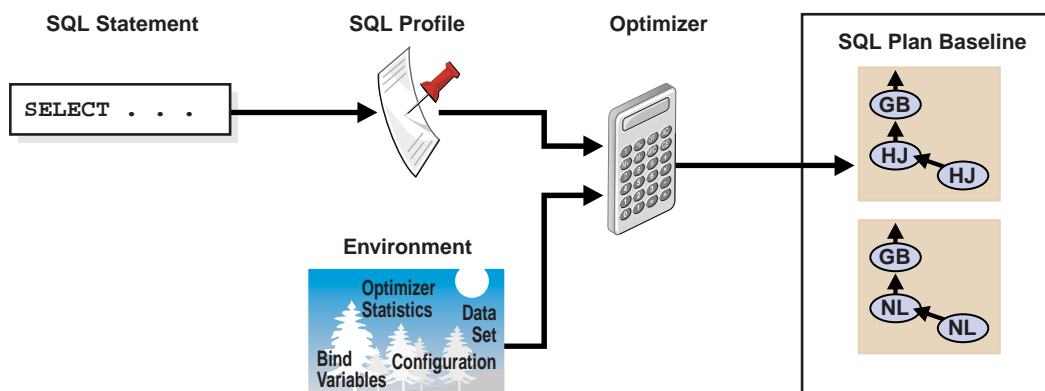 SQL Statement
SQL Profile
Optimizer
SQL Plan Baseline
SELECT . . .
GB
HJ
HJ
Environment
Optimizer
Statistics
Data
Set
Bind
Variables
Configuration
GB
NL
NL